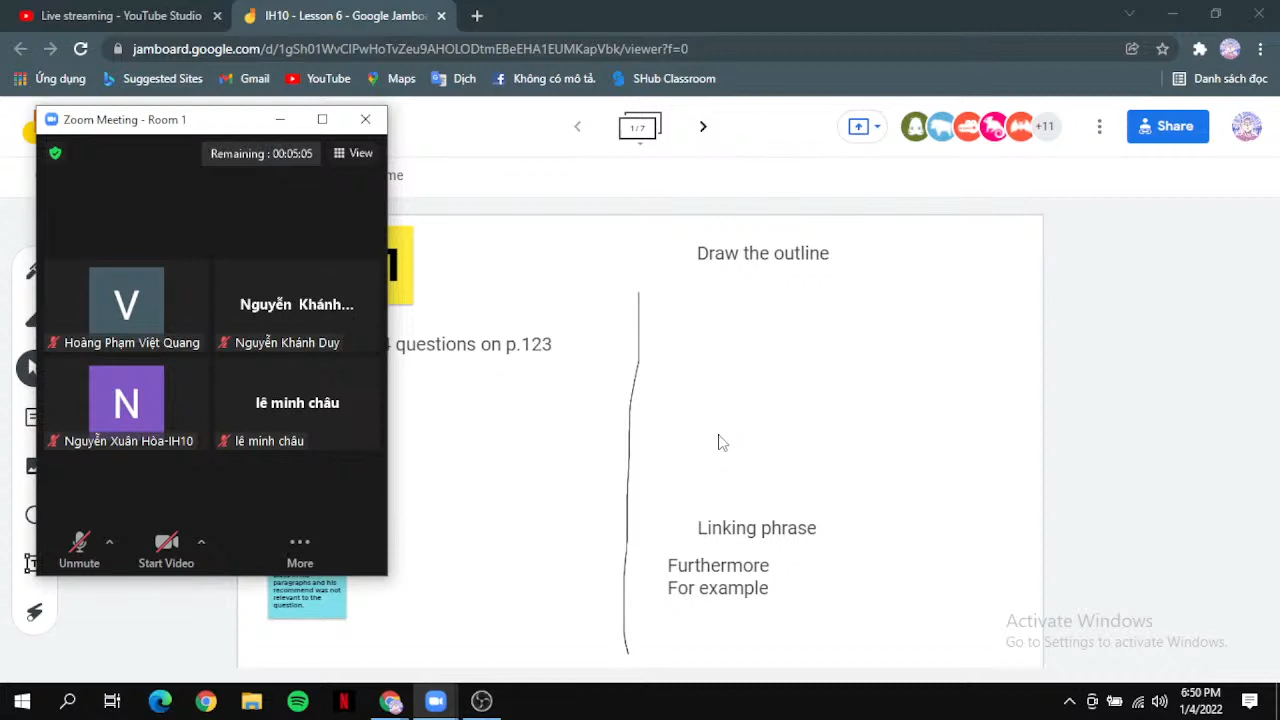 Live streaming - YouTube Studio
IH10 - Lesson 6 - Google Jambo
jamboard.google.com/d/1gSh01WvCIPwHoTvZeu9AHOLODtmEBeEHA1EUMKapVbk/viewer?f=0
Ứng dụng
Suggested Sites
Gmail
YouTube
Maps
Dịch
Không có mô tả.
SHub Classroom
Danh sách đọc
Zoom Meeting - Room 1
1/7
+11
Share
Remaining : 00:05:05
View
me
Draw the outline
V
Nguyễn Khánh...
Hoàng Phạm Việt Quang
Nguyễn Khánh Duy
4 questions on p.123
N
lê minh châu
Nguyễn Xuân Hòa-IH10
lê minh châu
Linking phrase
Unmute
Start Video
More
Furthermore
For example
paragraphs and his
recommend was not
relevant to the
question.
Activate Windows
Go to Settings to activate Windows.
6:50 PM
1/4/2022